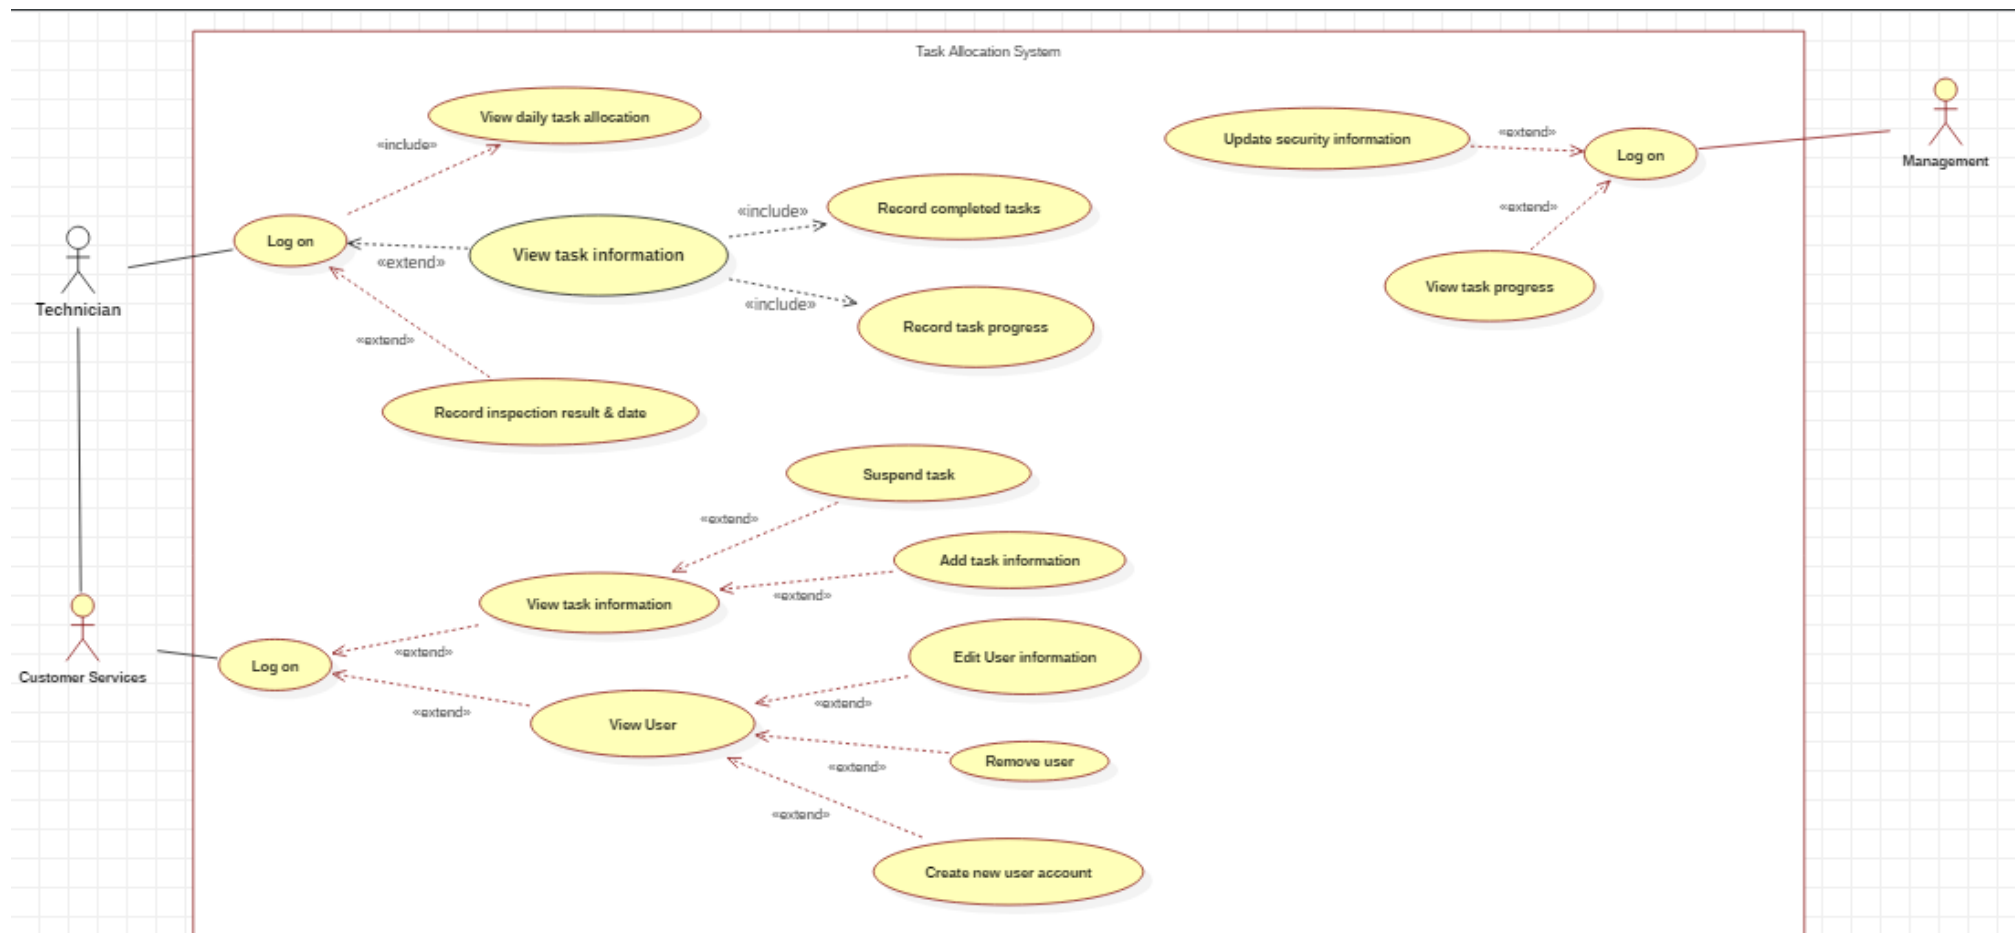 Task Allocation System
View daily task allocation
«include»
Update security information
«extend»
Log on
Management
Record completed tasks
«include»
«extend»
Log on
View task information
«extend»
View task progress
Technician
«include»
Record task progress
«extend»
Record inspection result & date
Suspend task
«extend»
Add task information
«extend»
View task information
Edit User information
«extend»
Log on
Customer Services
«extend»
«extend»
View User
Remove user
«extend»
«extend»
Create new user account